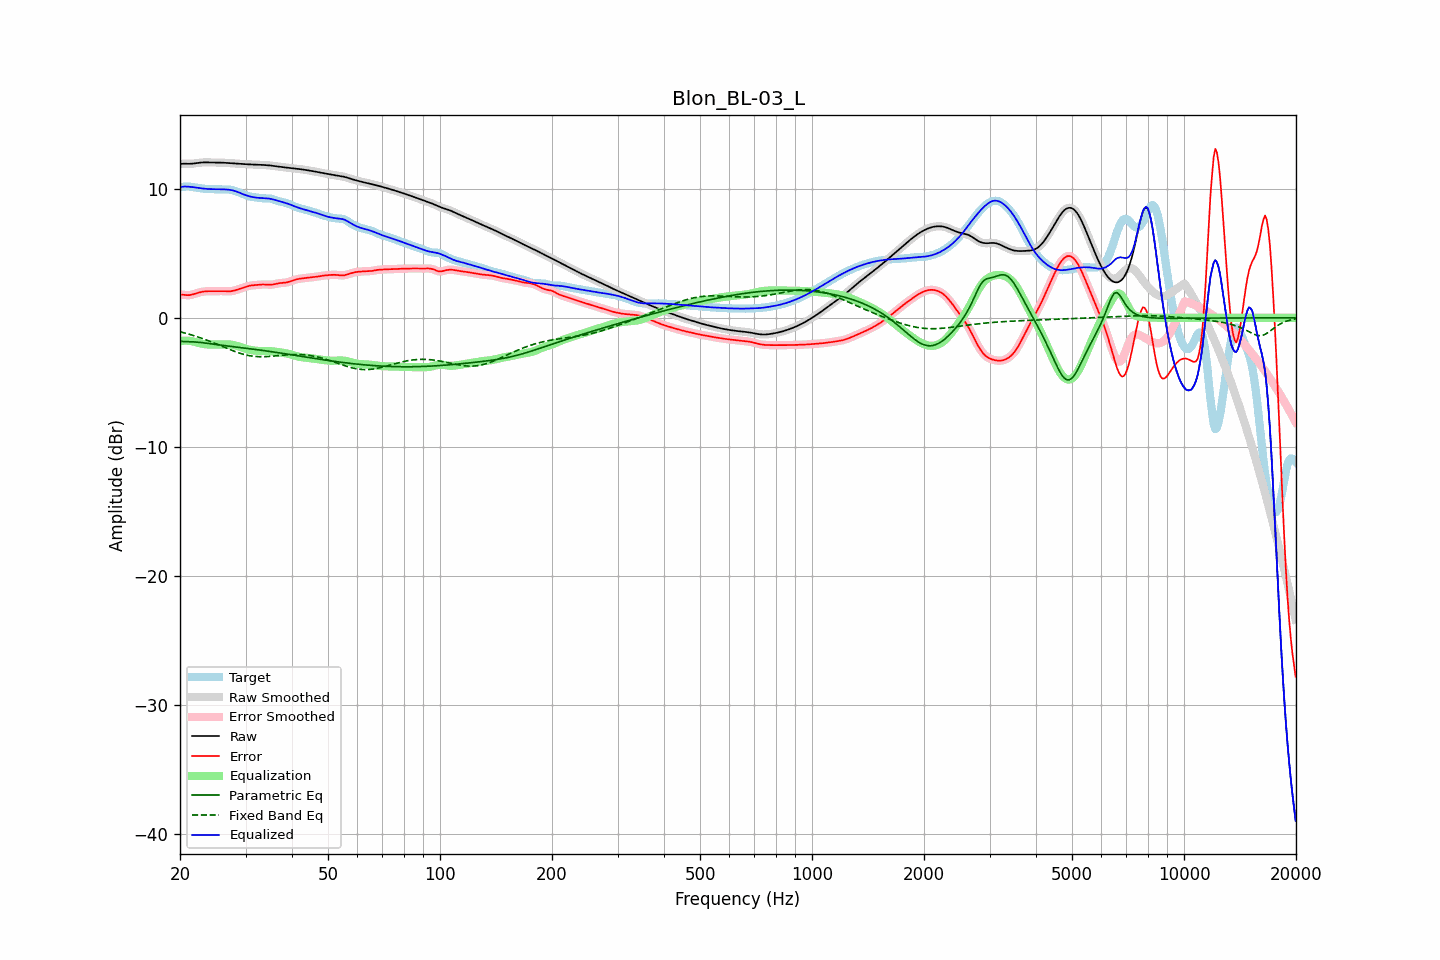 Blon_BL-03_L
10
0
−10
−20
−30
−40
Amplitude (dBr)
Target
Raw Smoothed
Error Smoothed
Raw
Error
Equalization
Parametric Eq
Fixed Band Eq
Equalized
20 50 100 200 500 1000 2000 5000 10000 20000
Frequency (Hz)